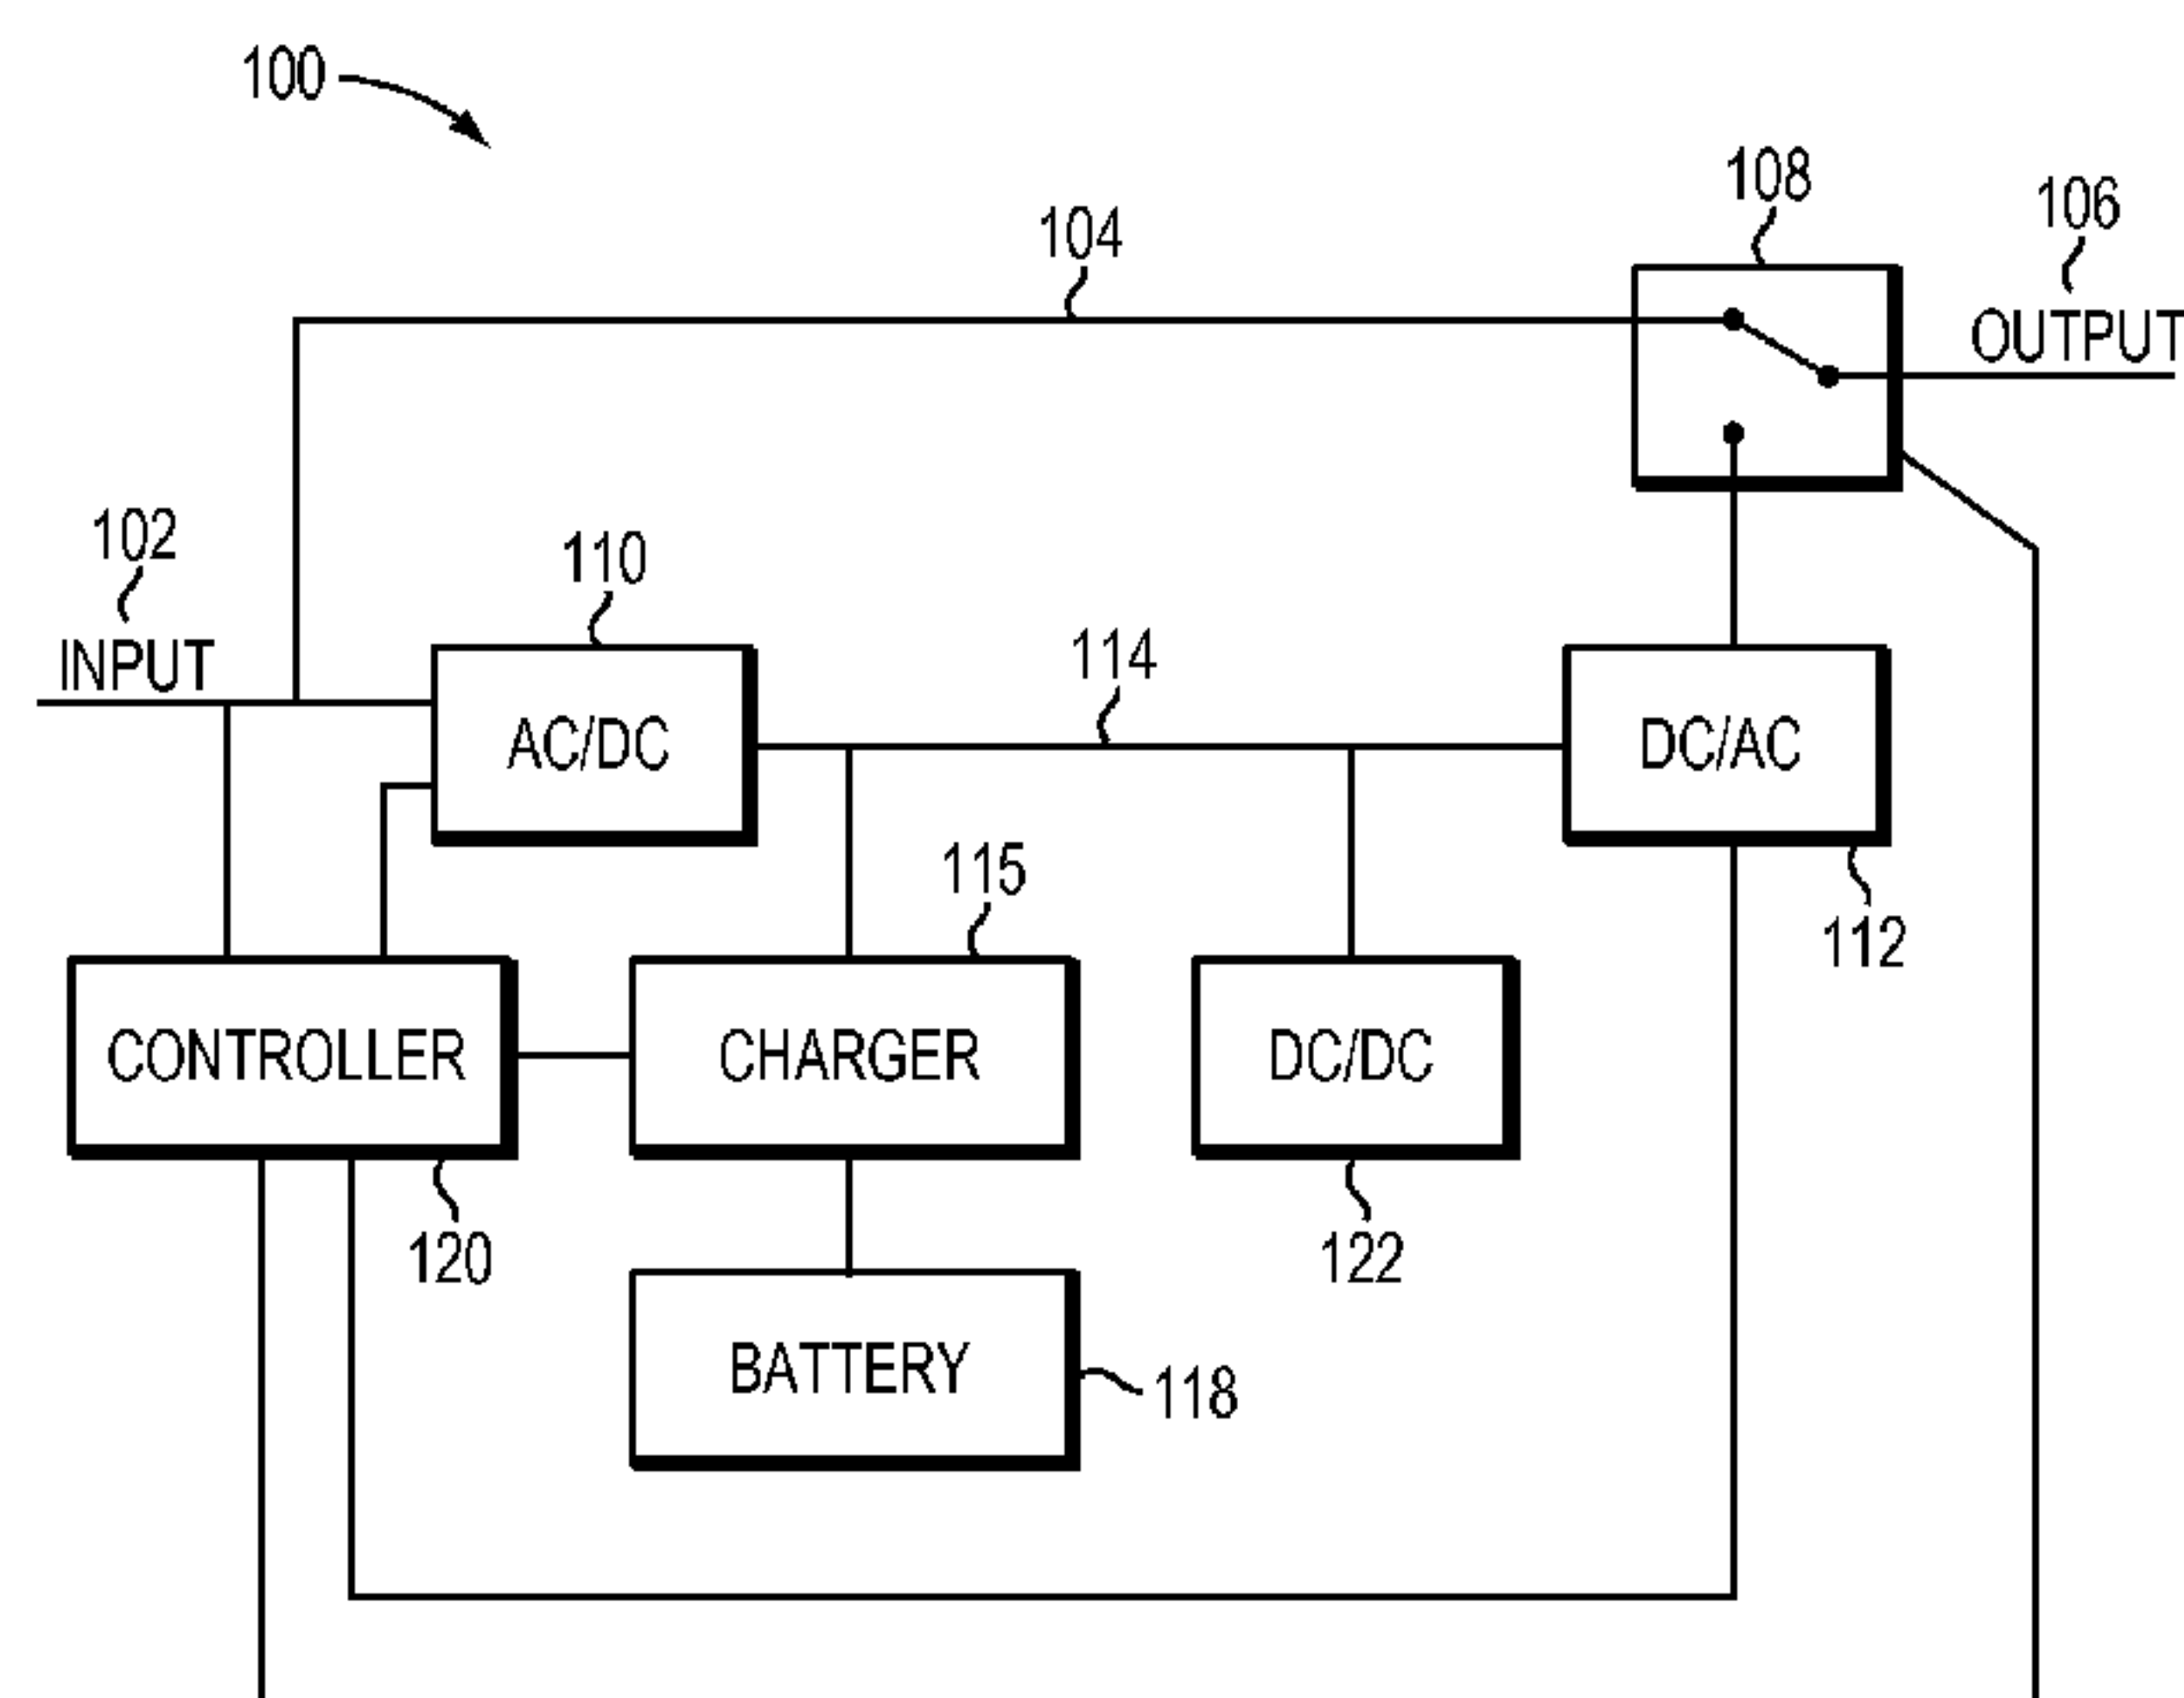 100
108
106
104
OUTPUT
102
110
114
INPUT
AC/DC
DC/AC
115
112
CONTROLLER
CHARGER
DC/DC
120
122
BATTERY
118